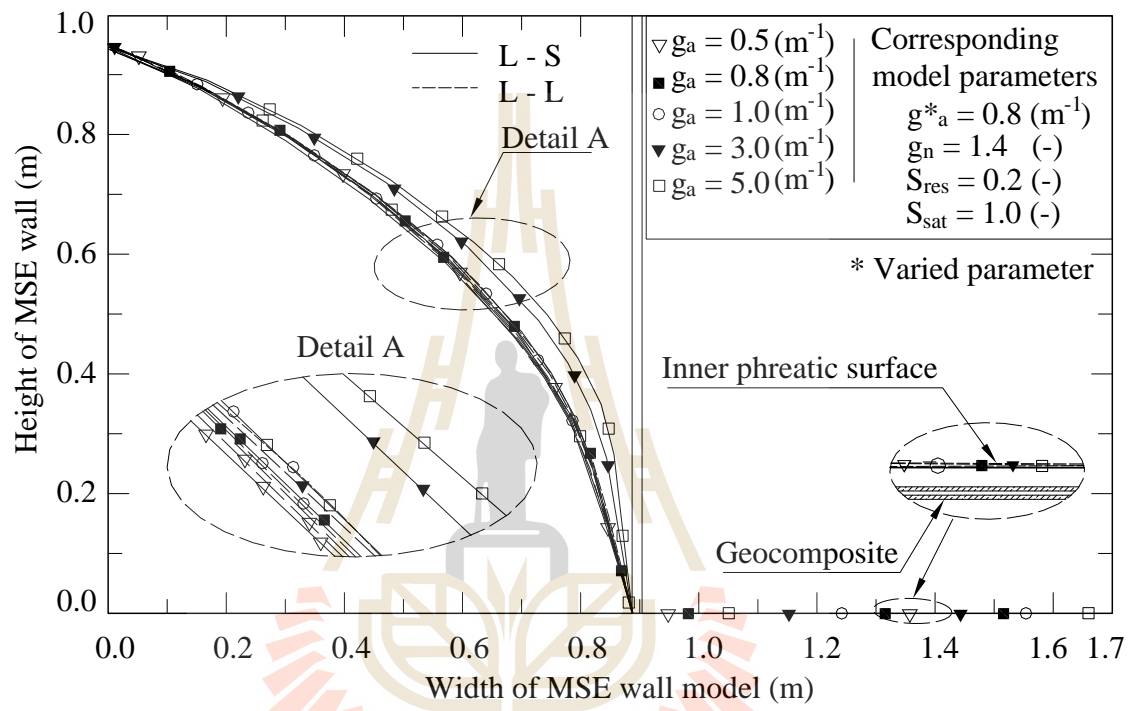 1.0
0.8
0.6
0.4
0.2
0.0
Height of MSE wall (m)
L - S
L - L
Detail A
Detail A
gₐ = 0.5 (m⁻¹)
gₐ = 0.8 (m⁻¹)
gₐ = 1.0 (m⁻¹)
gₐ = 3.0 (m⁻¹)
gₐ = 5.0 (m⁻¹)
Corresponding
model parameters
g*ₐ = 0.8 (m⁻¹)
gₙ = 1.4 (-)
Sres = 0.2 (-)
Ssat = 1.0 (-)
* Varied parameter
Inner phreatic surface
Geocomposite
0.0 0.2 0.4 0.6 0.8 1.0 1.2 1.4 1.6 1.7
Width of MSE wall model (m)